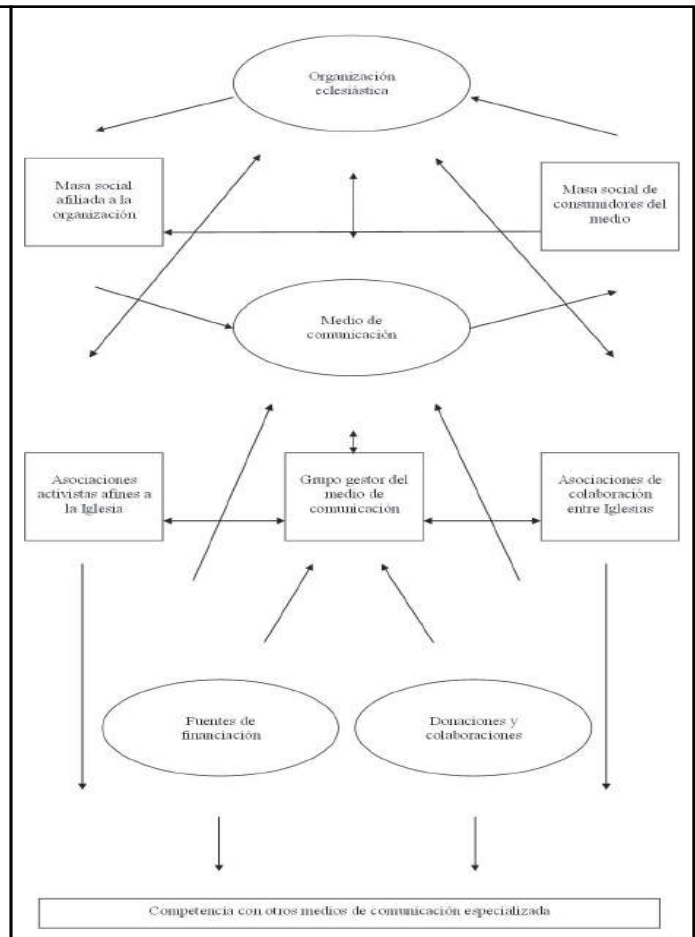 Organización
eclesiástica
Masa social
afiliada a la
organización
Masa social de
consumidores del
medio
Medio de
comunicación
Asociaciones
activistas afines a
la Iglesia
Grupo gestor del
medio de
comunicación
Asociaciones de
colaboración
entre Iglesias
Fuentes de
financiación
Donaciones y
colaboraciones
Competencia con otros medios de comunicación especializada